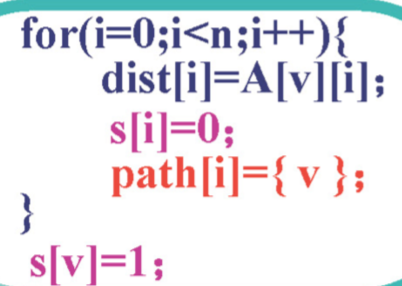 for(i=0;i<n;i++){
dist[i]=A[v][i];
s[i]=0;
path[i]={ v };
}
s[v]=1;